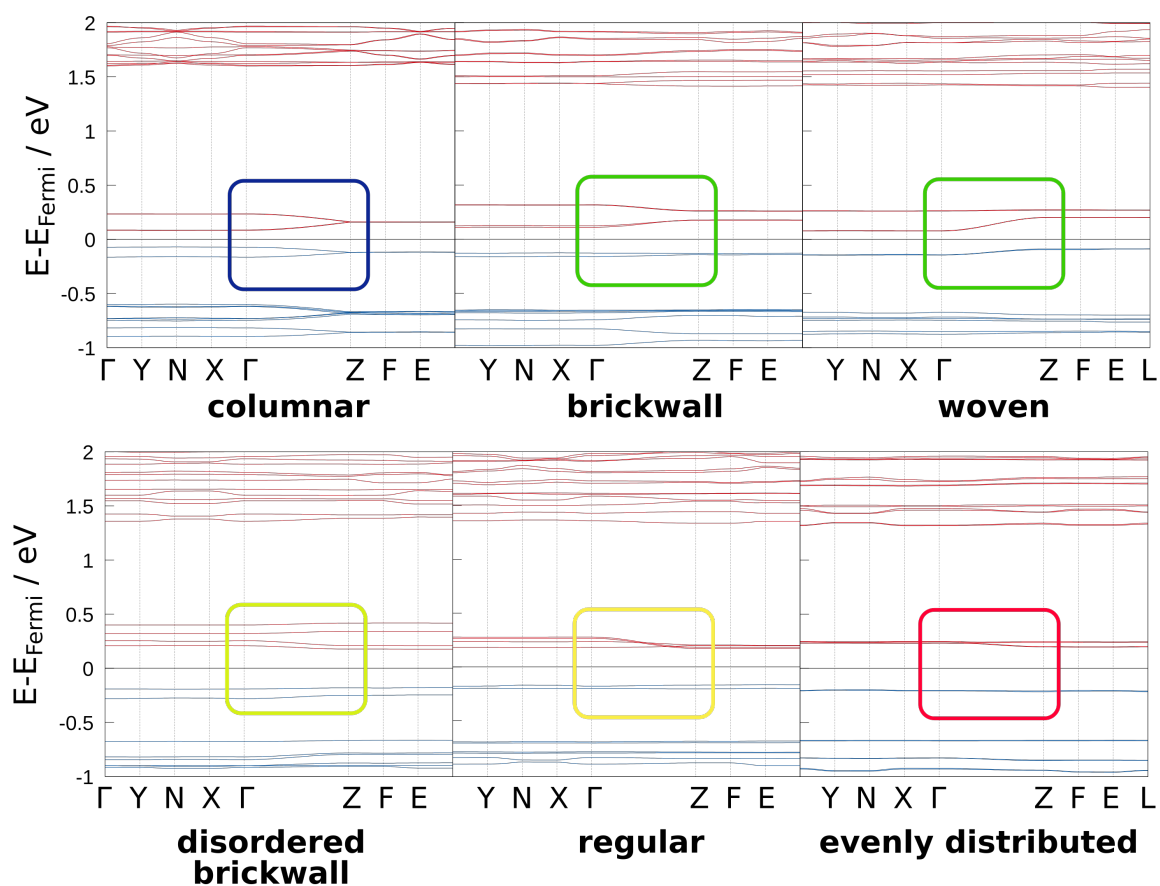 2
1.5
1
0.5
0
-0.5
-1
E-E_Fermi / eV
Γ Y N X Γ Z F E
Y N X Γ Z F E
Y N X Γ Z F E L
columnar
brickwall
woven
2
1.5
1
0.5
0
-0.5
-1
E-E_Fermi / eV
Γ Y N X Γ Z F E
Y N X Γ Z F E
Y N X Γ Z F E L
disordered
brickwall
regular
evenly distributed